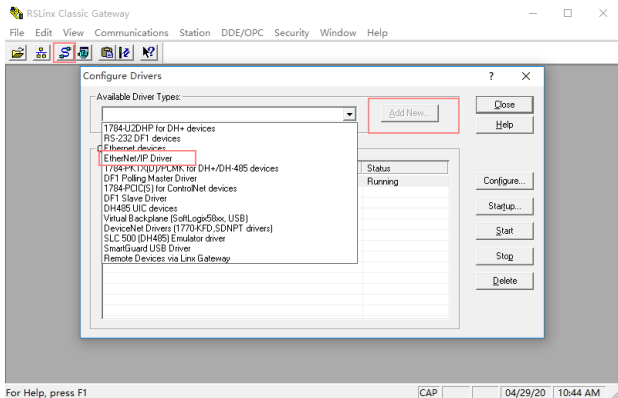 RSLinx Classic Gateway
File Edit View Communications Station DDE/OPC Security Window Help
Configure Drivers
? ×
Available Driver Types:
Add New...
Close
Help
1784-U2DHP for DH+ devices
RS-232 DF1 devices
Ethernet devices
EtherNet/IP Driver
1784-PKTX(D)/PCMK for DH+/DH-485 devices
DF1 Polling Master Driver
1784-PCIC(S) for ControlNet devices
DF1 Slave Driver
DH485 UIC devices
Virtual Backplane (SoftLogix58xx, USB)
DeviceNet Drivers (1770-KFD,SDNPT drivers)
SLC 500 (DH485) Emulator driver
SmartGuard USB Driver
Remote Devices via Linx Gateway
Status
Running
Configure...
Startup...
Start
Stop
Delete
For Help, press F1
CAP
04/29/20
10:44 AM